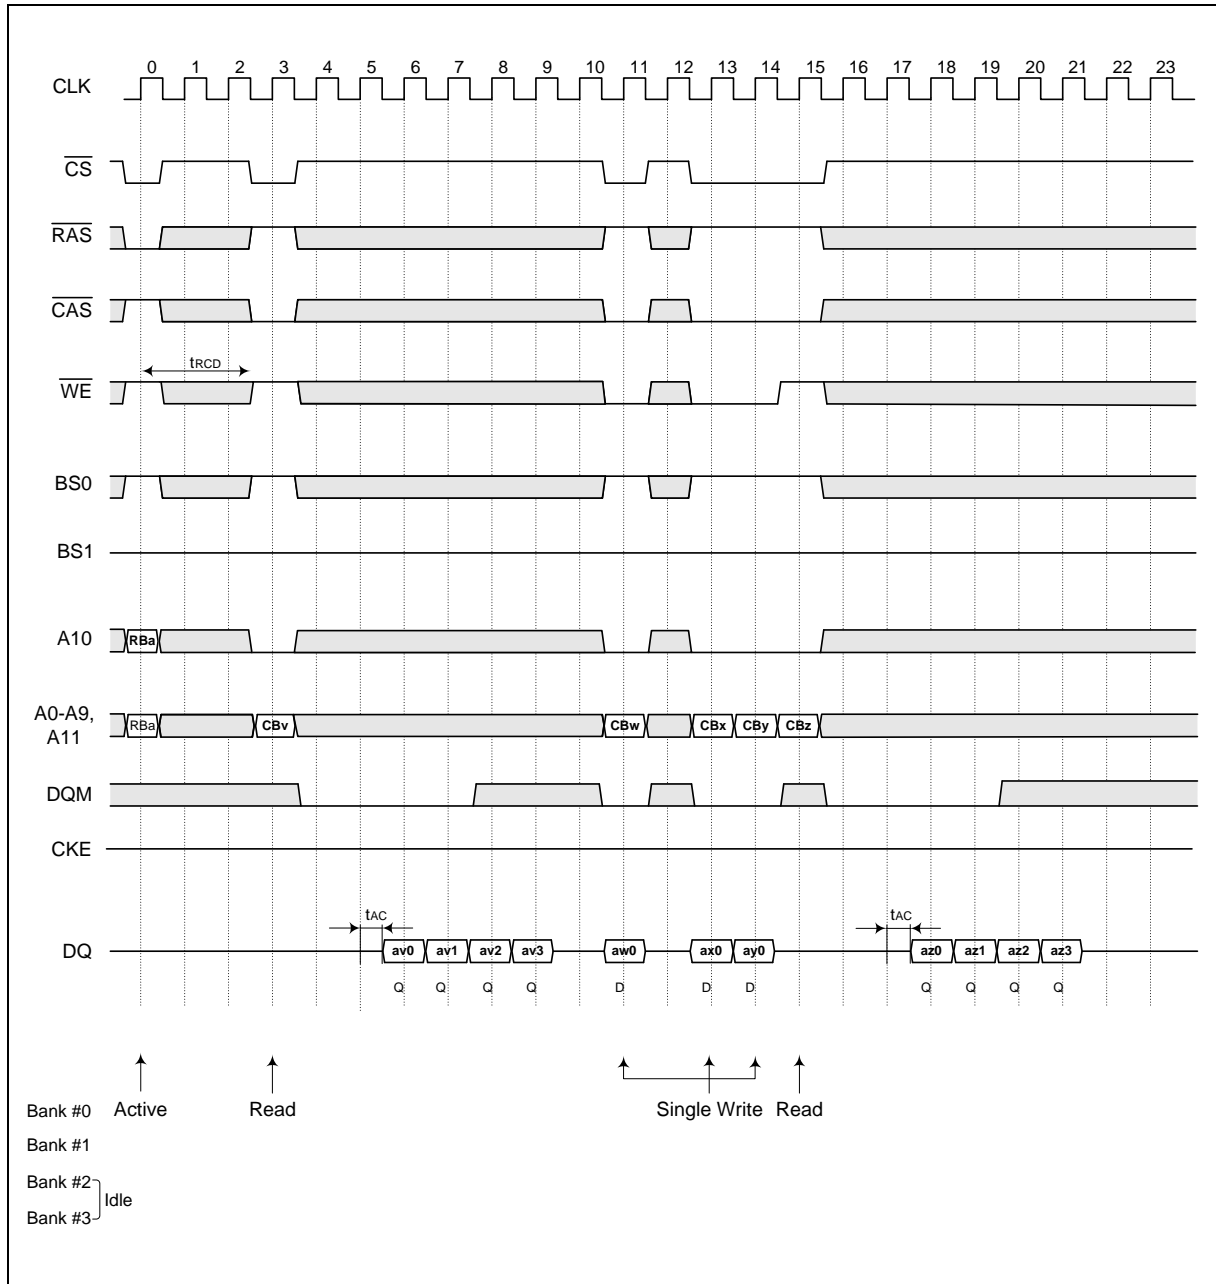 0 1 2 3 4 5 6 7 8 9 10 11 12 13 14 15 16 17 18 19 20 21 22 23
CLK
CS
RAS
CAS
tRCD
WE
BS0
BS1
A10 RBa
A0-A9,
A11
RBa CBv CBw CBx CBy CBz
DQM
CKE
tAC tAC
DQ av0 av1 av2 av3 aw0 ax0 ay0 az0 az1 az2 az3
Q Q Q Q D D D Q Q Q Q
Bank #0 Active Read Single Write Read
Bank #1
Bank #2
Idle
Bank #3